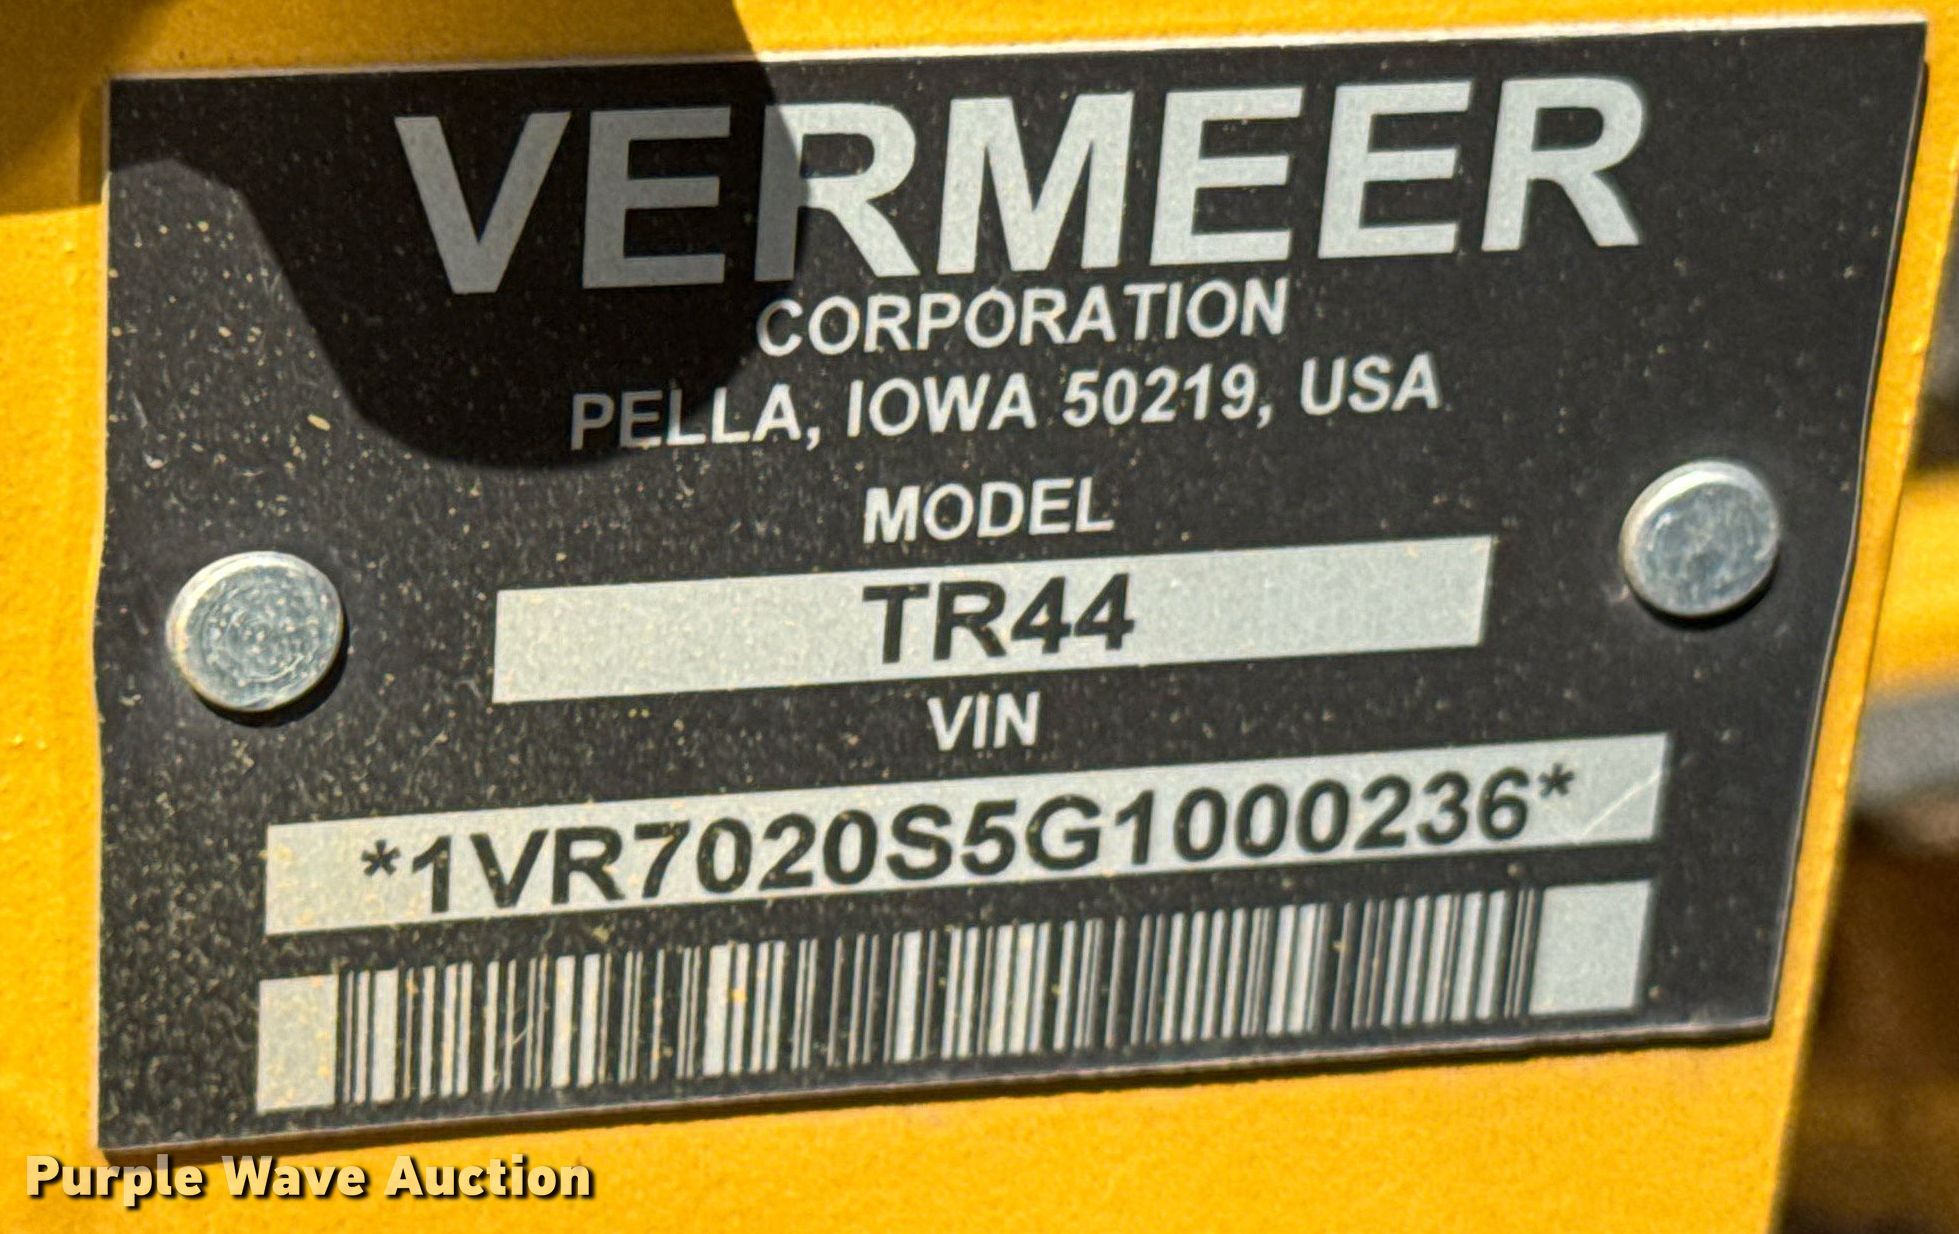 VERMEER
CORPORATION
PELLA, IOWA 50219, USA
MODEL
TR44
VIN
*1VR7020S5G1000236*
Purple Wave Auction